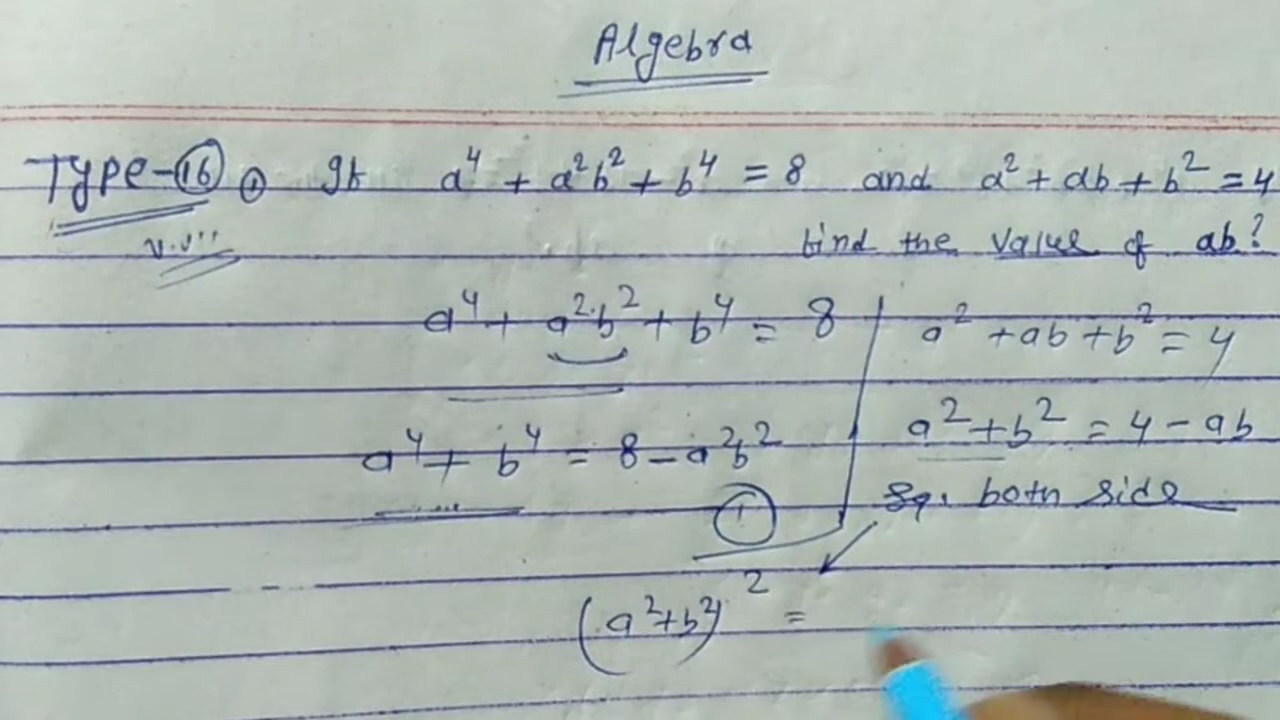 Algebra
Type-16 ① If a⁴ + a²b² + b⁴ = 8 and a² + ab + b² = 4
find the value of ab?
a⁴ + a²·b² + b⁴ = 8
a² + ab + b² = 4
a⁴ + b⁴ = 8 - a²b²
①
a² + b² = 4 - ab
Sq. both side
(a² + b²)² =